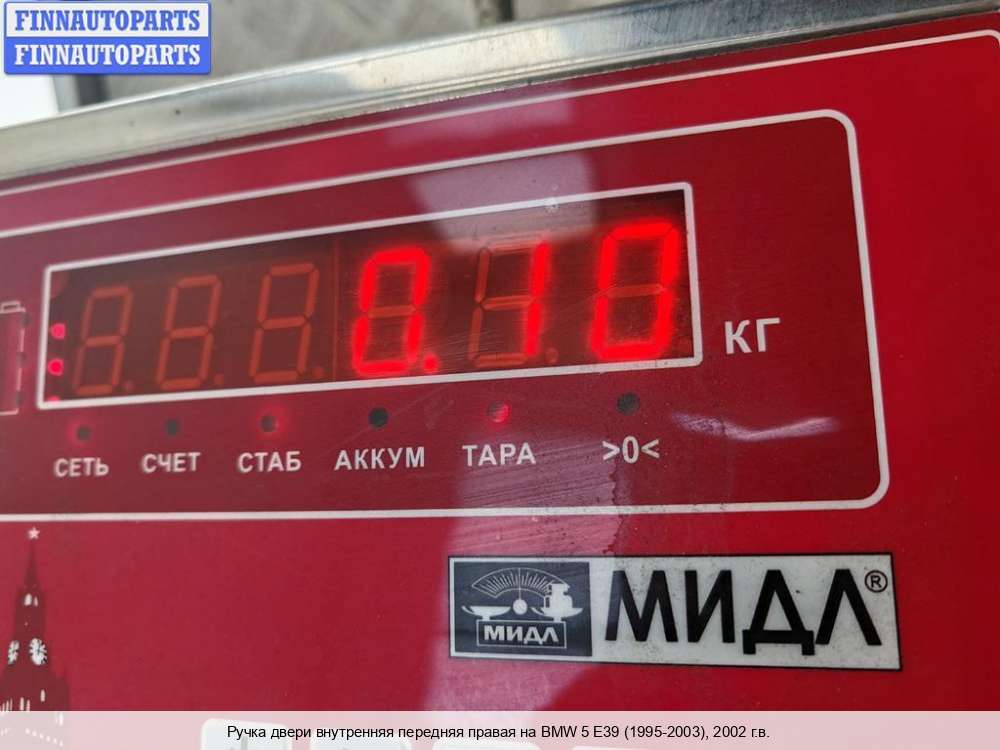 FINNAUTOPARTS
FINNAUTOPARTS
0.10
КГ
СЕТЬ СЧЕТ СТАБ АККУМ ТАРА >0<
МИДЛ МИДЛ®
Ручка двери внутренняя передняя правая на BMW 5 E39 (1995-2003), 2002 г.в.